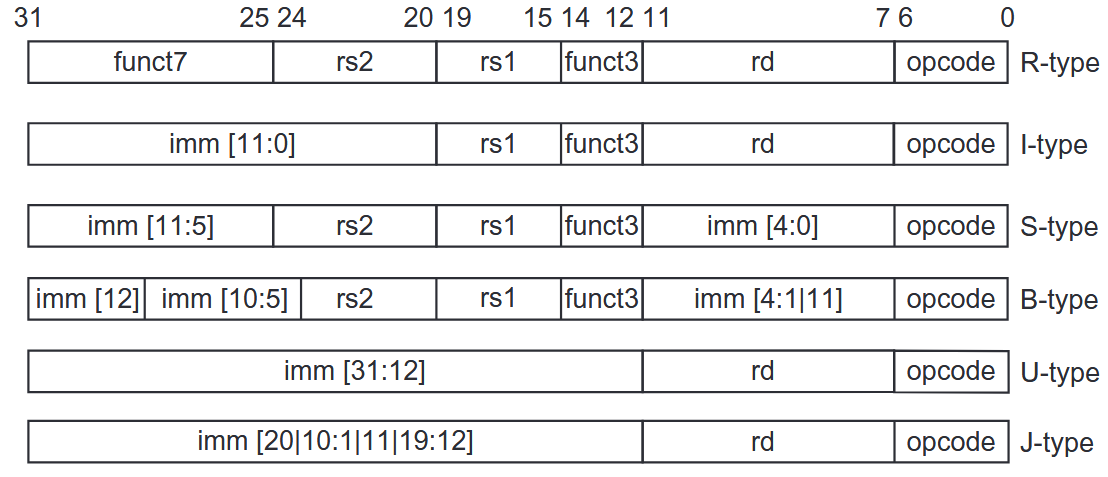 31 25 24 20 19 15 14 12 11 7 6 0
funct7 rs2 rs1 funct3 rd opcode R-type
imm [11:0] rs1 funct3 rd opcode I-type
imm [11:5] rs2 rs1 funct3 imm [4:0] opcode S-type
imm [12] imm [10:5] rs2 rs1 funct3 imm [4:1|11] opcode B-type
imm [31:12] rd opcode U-type
imm [20|10:1|11|19:12] rd opcode J-type